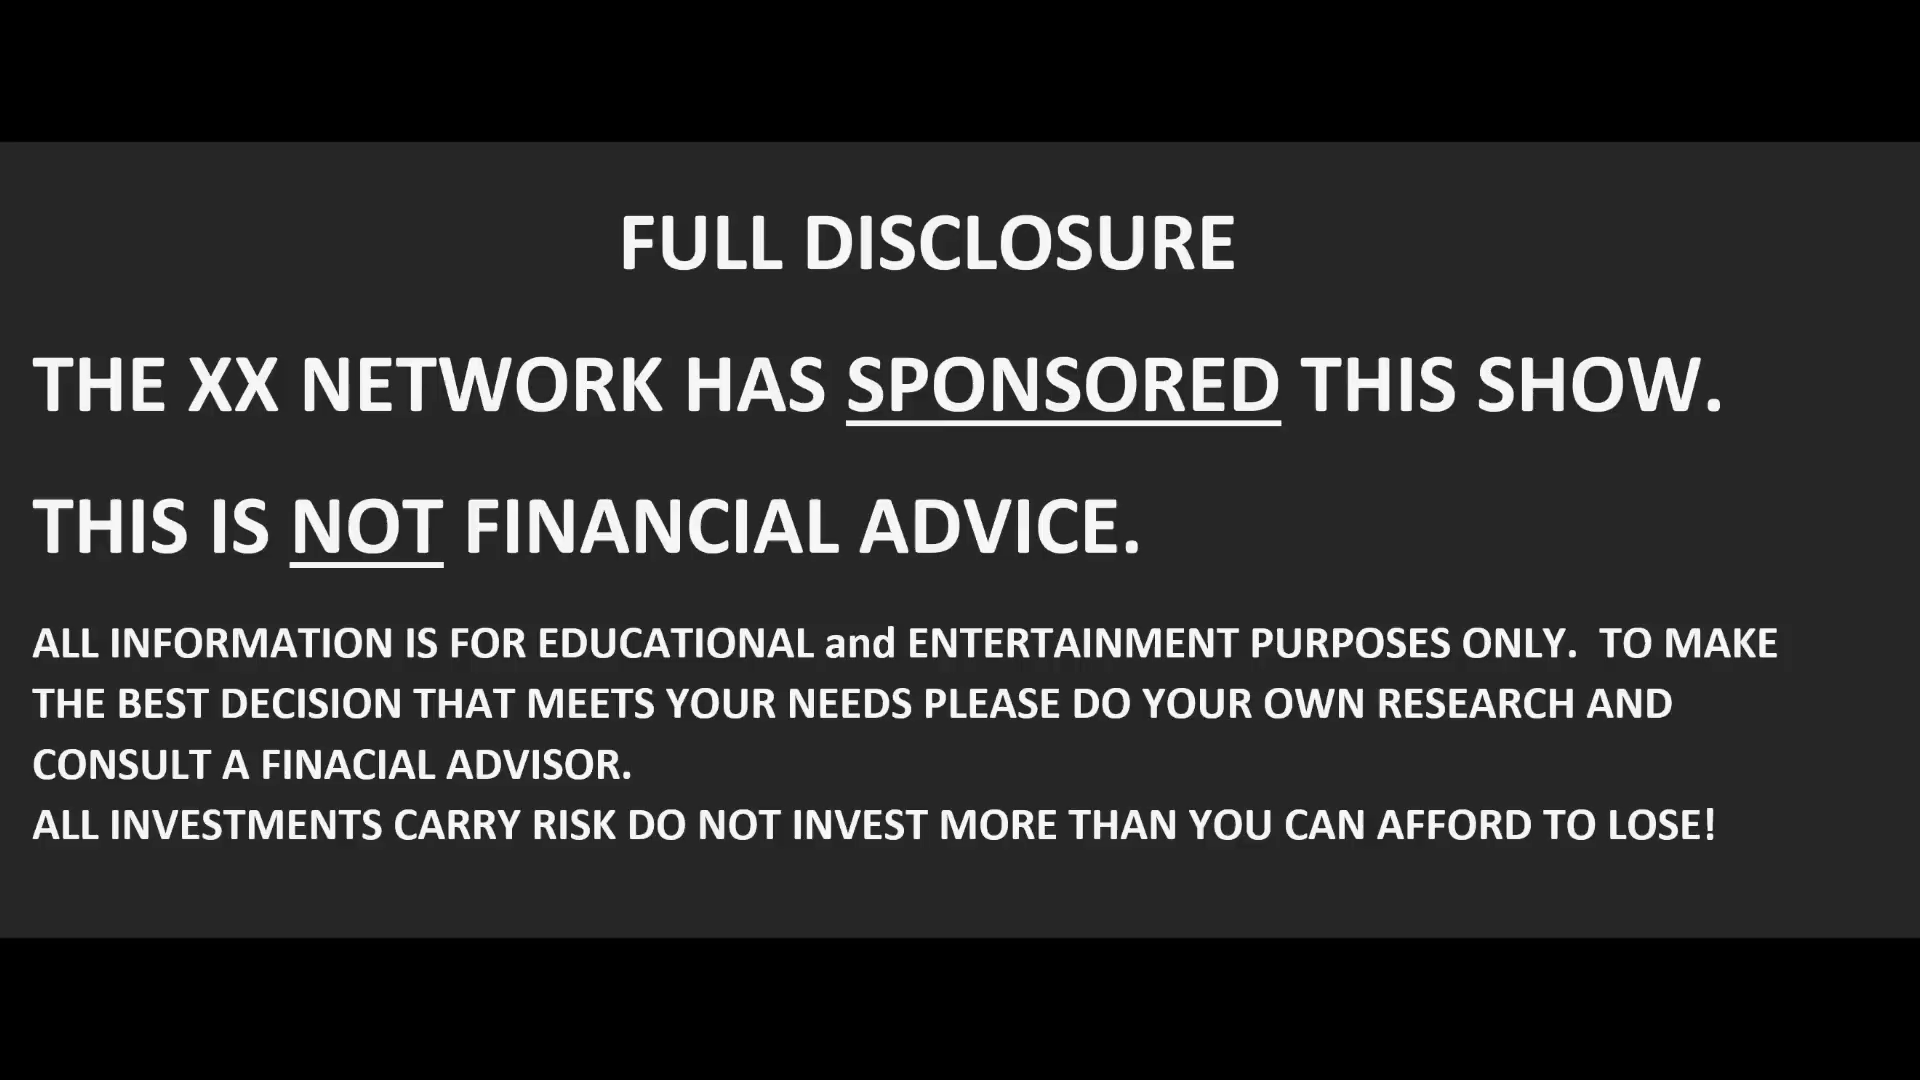 FULL DISCLOSURE
THE XX NETWORK HAS SPONSORED THIS SHOW.
THIS IS NOT FINANCIAL ADVICE.
ALL INFORMATION IS FOR EDUCATIONAL and ENTERTAINMENT PURPOSES ONLY.  TO MAKE
THE BEST DECISION THAT MEETS YOUR NEEDS PLEASE DO YOUR OWN RESEARCH AND
CONSULT A FINACIAL ADVISOR.
ALL INVESTMENTS CARRY RISK DO NOT INVEST MORE THAN YOU CAN AFFORD TO LOSE!